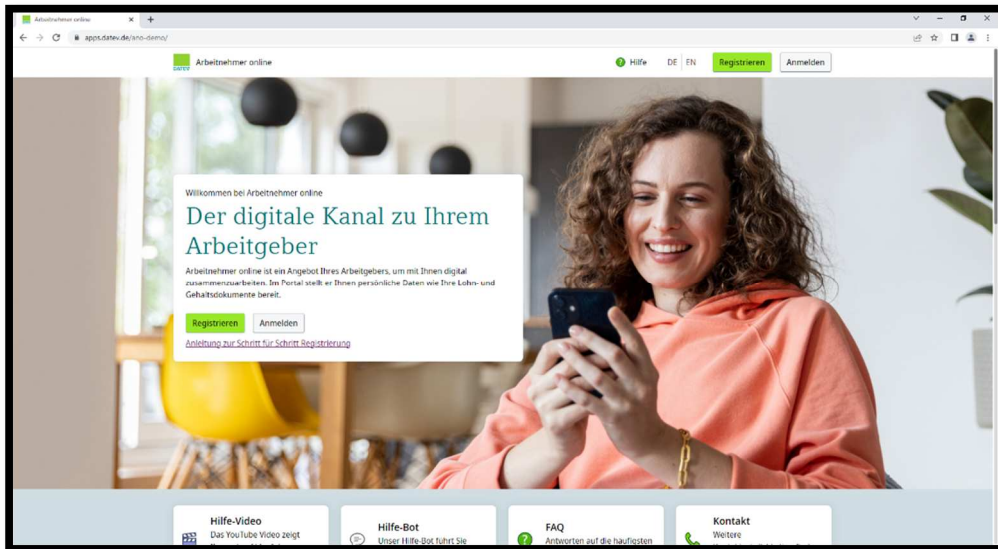 Arbeitnehmer online
apps.datev.de/ano-demo/
DATEV
Arbeitnehmer online
Hilfe
DE | EN
Registrieren
Anmelden
Willkommen bei Arbeitnehmer online
Der digitale Kanal zu Ihrem
Arbeitgeber
Arbeitnehmer online ist ein Angebot Ihres Arbeitgebers, um mit Ihnen digital
zusammenzuarbeiten. Im Portal stellt er Ihnen persönliche Daten wie Ihre Lohn- und
Gehaltsdokumente bereit.
Registrieren
Anmelden
Anleitung zur Schritt für Schritt Registrierung
Hilfe-Video
Das YouTube Video zeigt
Hilfe-Bot
Unser Hilfe-Bot führt Sie
FAQ
Antworten auf die häufigsten
Kontakt
Weitere